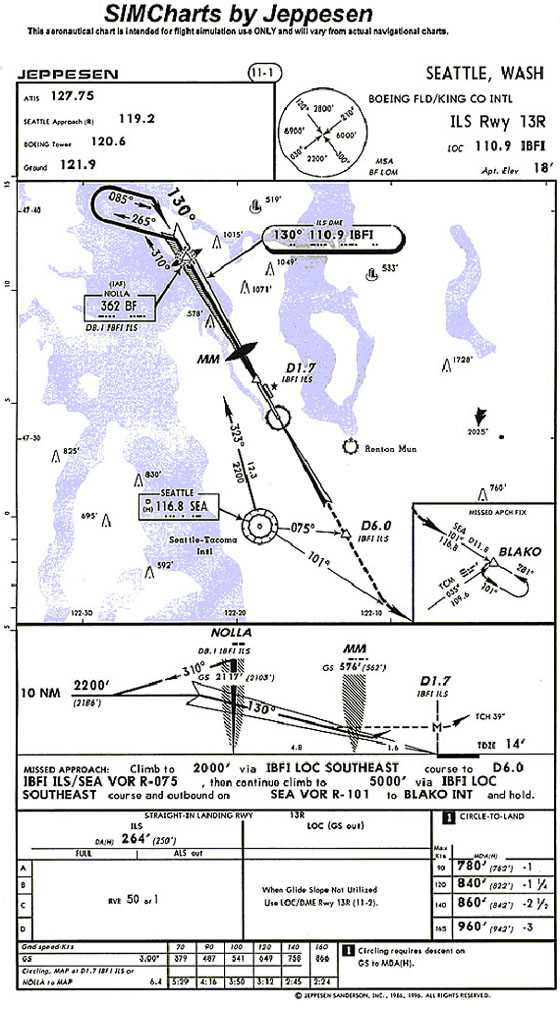 SIMCharts by Jeppesen
This aeronautical chart is intended for flight simulation use ONLY and will vary from actual navigational charts.
JEPPESEN
11-1
SEATTLE, WASH
ATIS 127.75
SEATTLE Approach (R) 119.2
BOEING Tower 120.6
Ground 121.9
BOEING FLD/KING CO INTL
ILS Rwy 13R
LOC 110.9 IBFI
Apt. Elev 18'
120°
2800'
210°
6900'
6000'
030°
2200'
300°
MSA
BF LOM
15
47-40
085°
265°
130°
310°
519'
1015'
ILS DME
130° 110.9 IBFI
1049'
1071'
533'
(IAF)
NOLLA
362 BF
D8.1 IBFI ILS
578'
10
MM
D1.7
IBFI ILS
1728'
5
47-30
323°
2200
12.3
2025'
Renton Mun
825'
830'
760'
SEATTLE
D
(H) 116.8 SEA
695'
0
Seattle-Tacoma
Intl
075°
D6.0
IBFI ILS
101°
592'
MISSED APCH FIX
SEA
101° D11.8
116.8
BLAKO
TCM
035°
109.6
281°
101°
122-30
122-20
122-10
5
NOLLA
D8.1 IBFI ILS
GS 2117' (2103')
MM
GS 576' (562')
D1.7
IBFI ILS
10 NM
2200'
(2186')
310°
130°
M
TCH 39"
4.8
1.6
TDZE 14'
MISSED APPROACH: Climb to 2000' via IBFI LOC SOUTHEAST course to D6.0
IBFI ILS/SEA VOR R-075 , then continue climb to 5000' via IBFI LOC
SOUTHEAST course and outbound on SEA VOR R-101 to BLAKO INT and hold.
STRAIGHT-IN LANDING RWY 13R
ILS
LOC (GS out)
DA(H) 264' (250')
FULL
ALS out
1 CIRCLE-TO-LAND
Max
Kts
MDA(H)
A
B
C
D
RVR 50 or 1
When Glide Slope Not Utilized
Use LOC/DME Rwy 13R (11-2).
90 780' (762') -1
120 840' (822') -1 1/4
140 860' (842') -2 1/2
165 960' (942') -3
Gnd speed-Kts 70 90 100 120 140 160
GS 3.00° 379 487 541 649 758 866
Circling, MAP at D1.7 IBFI ILS or
NOLLA to MAP 6.4 5:29 4:16 3:50 3:12 2:45 2:24
1 Circling requires descent on
GS to MDA(H).
© JEPPESEN SANDERSON, INC., 1986, 1996. ALL RIGHTS RESERVED.